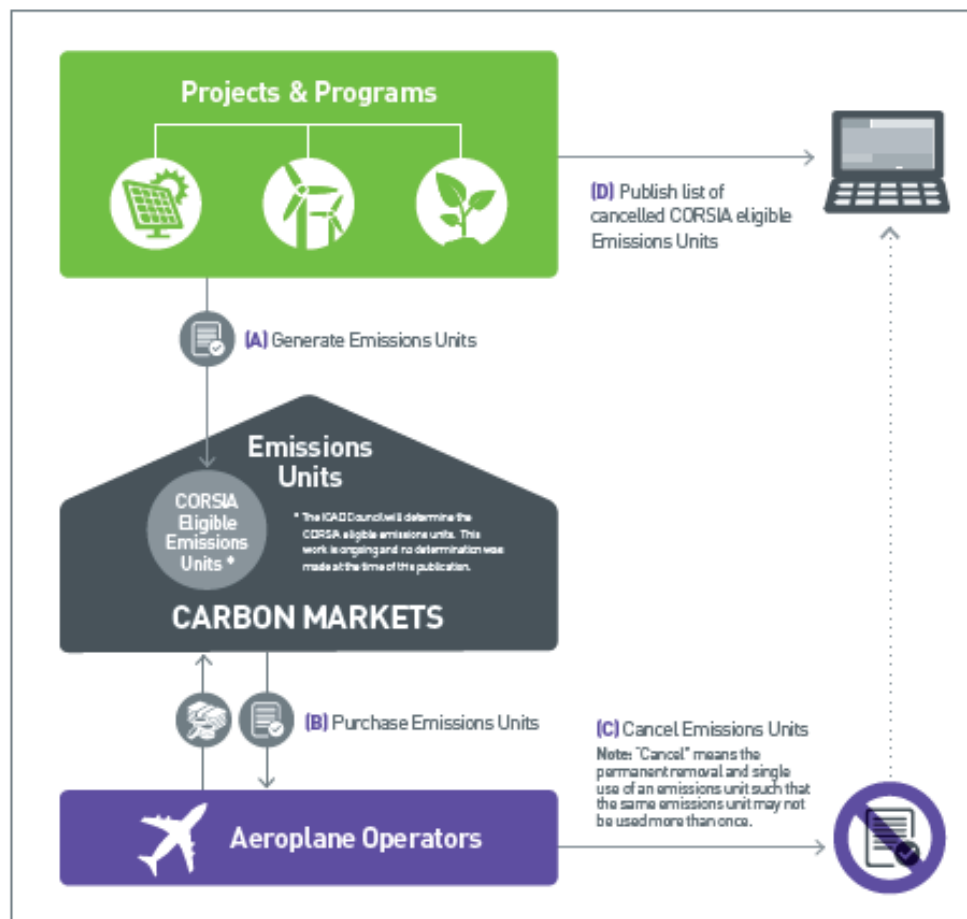 Projects & Programs
(D) Publish list of
cancelled CORSIA eligible
Emissions Units
(A) Generate Emissions Units
Emissions
Units
CORSIA
Eligible
Emissions
Units *
* The ICAO Council will determine the
CORSIA eligible emissions units. This
work is ongoing and no determination was
made at the time of this publication.
CARBON MARKETS
(B) Purchase Emissions Units
(C) Cancel Emissions Units
Note: "Cancel" means the
permanent removal and single
use of an emissions unit such that
the same emissions unit may not
be used more than once.
Aeroplane Operators